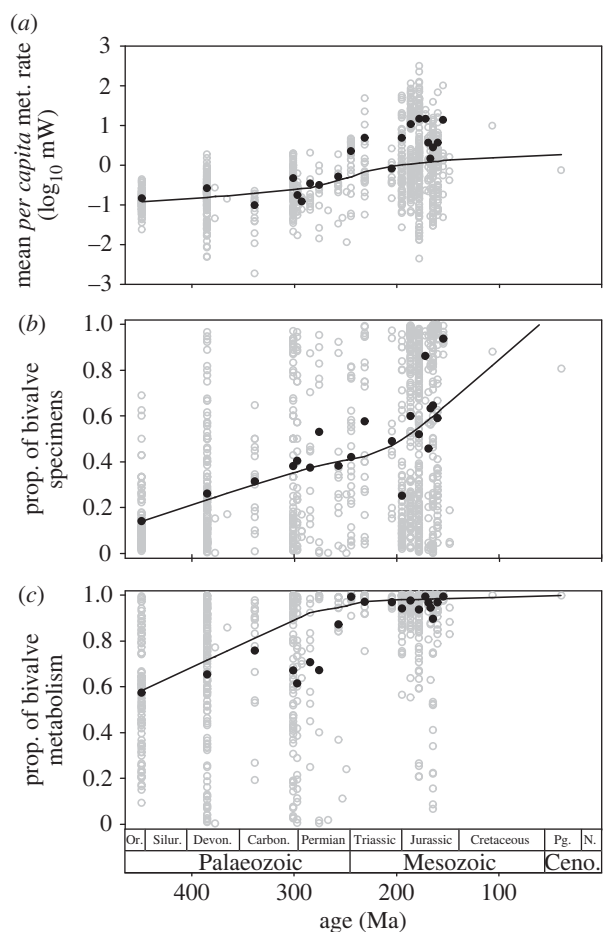 (a)
3
2
1
0
−1
−2
−3
mean per capita met. rate
(log10 mW)
(b)
1.0
0.8
0.6
0.4
0.2
0
prop. of bivalve
specimens
(c)
1.0
0.8
0.6
0.4
0.2
0
prop. of bivalve
metabolism
Or. Silur. Devon. Carbon. Permian Triassic Jurassic Cretaceous Pg. N.
Palaeozoic Mesozoic Ceno.
400 300 200 100
age (Ma)